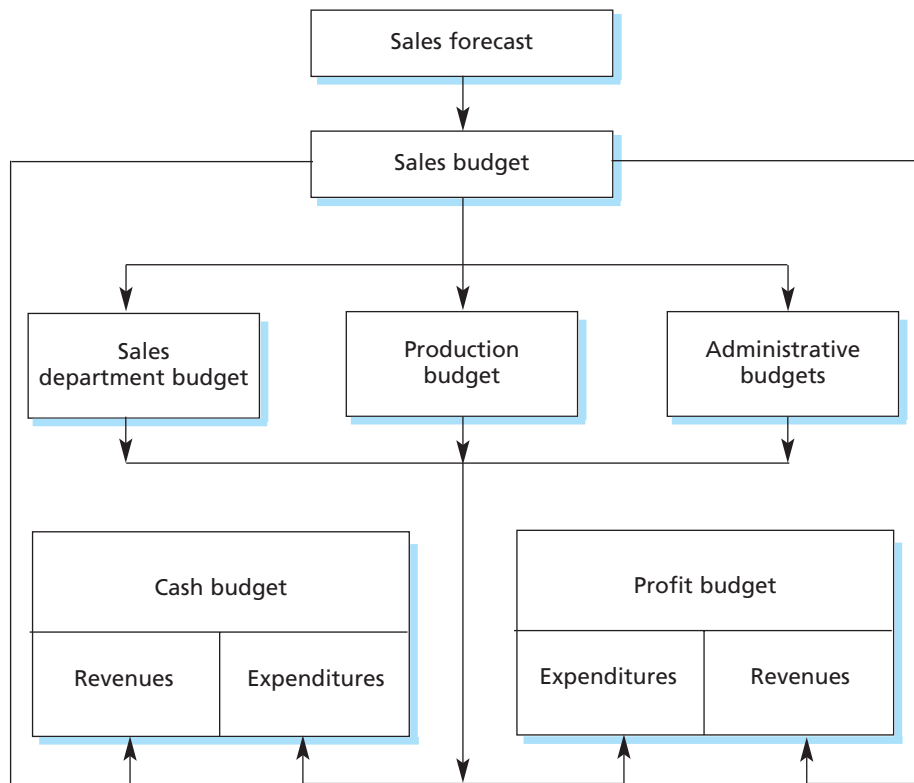 Sales forecast
Sales budget
Sales
department budget
Production
budget
Administrative
budgets
Cash budget
Revenues
Expenditures
Profit budget
Expenditures
Revenues